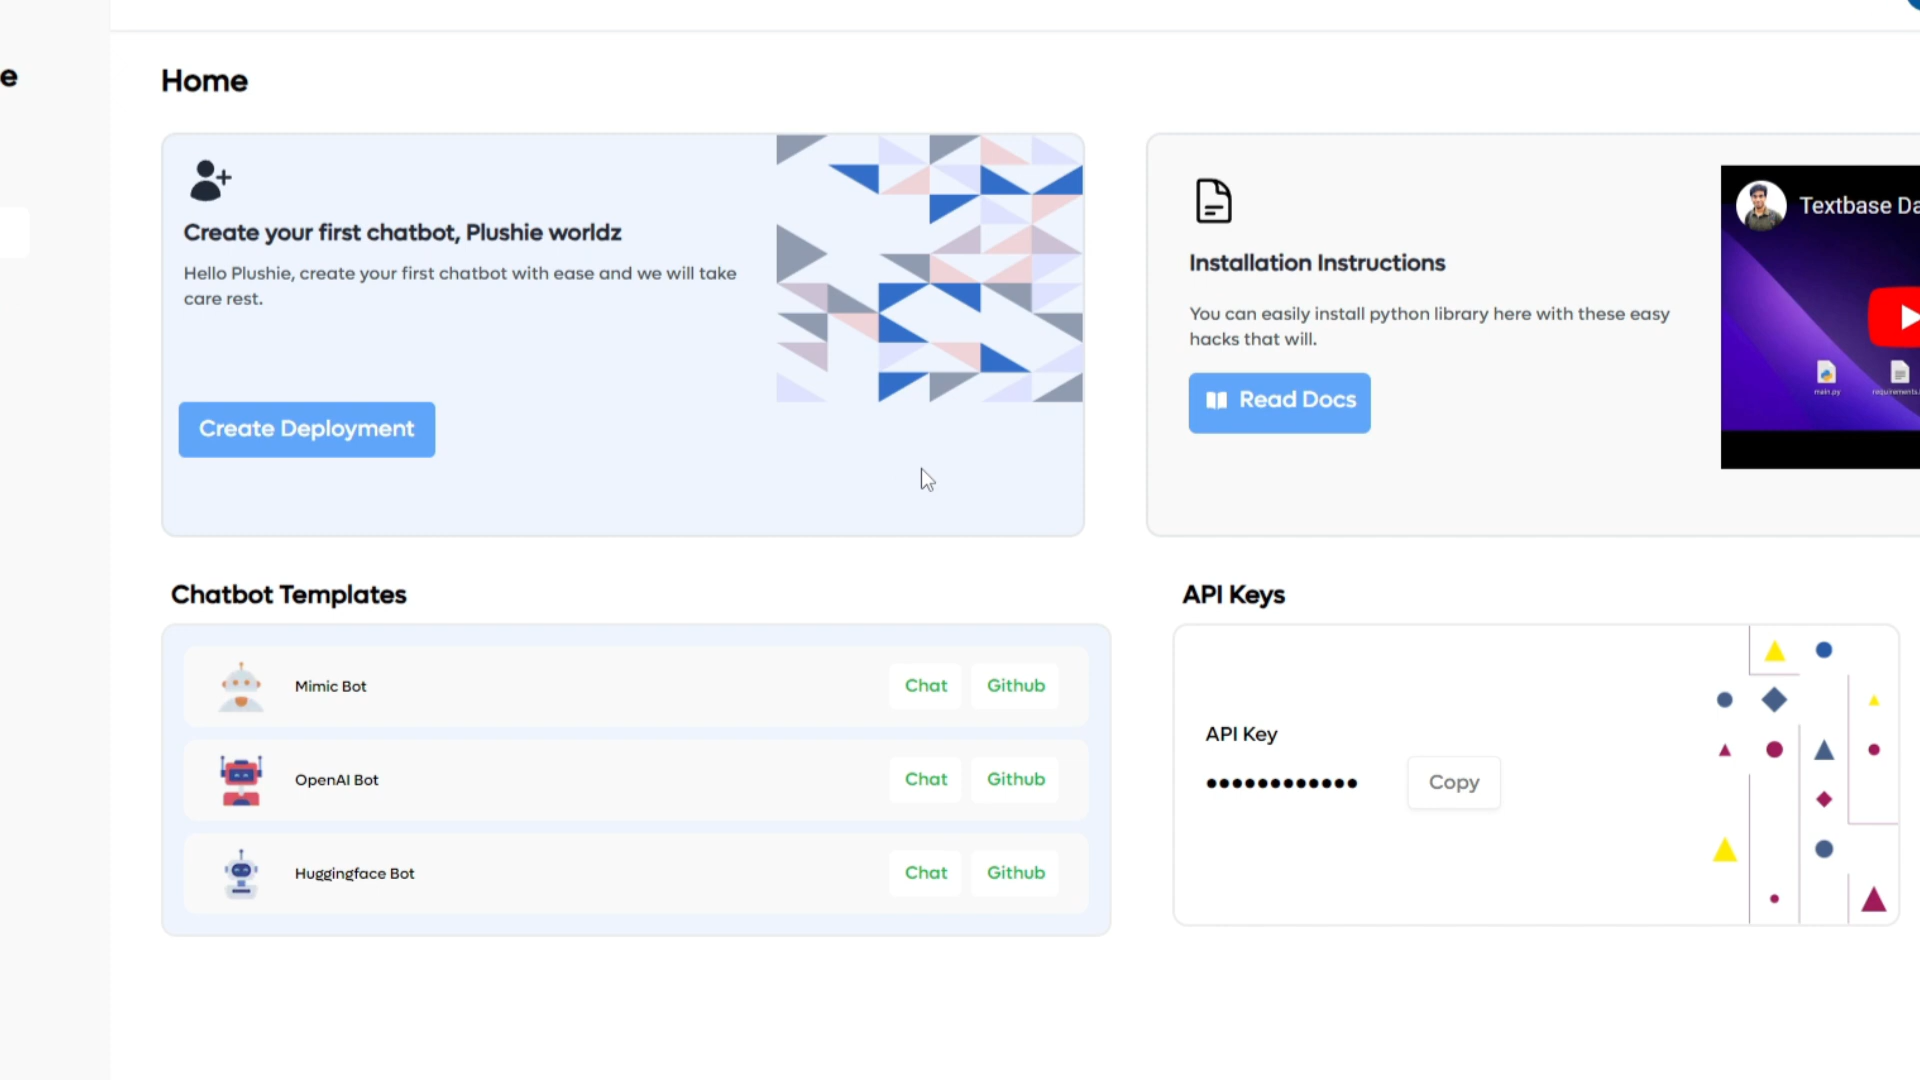 e
Home
Create your first chatbot, Plushie worldz
Hello Plushie, create your first chatbot with ease and we will take
care rest.
Create Deployment
Installation Instructions
You can easily install python library here with these easy
hacks that will.
Read Docs
Textbase Da
main.py
requirements.
Chatbot Templates
Mimic Bot
Chat
Github
OpenAI Bot
Chat
Github
Huggingface Bot
Chat
Github
API Keys
API Key
••••••••••••
Copy